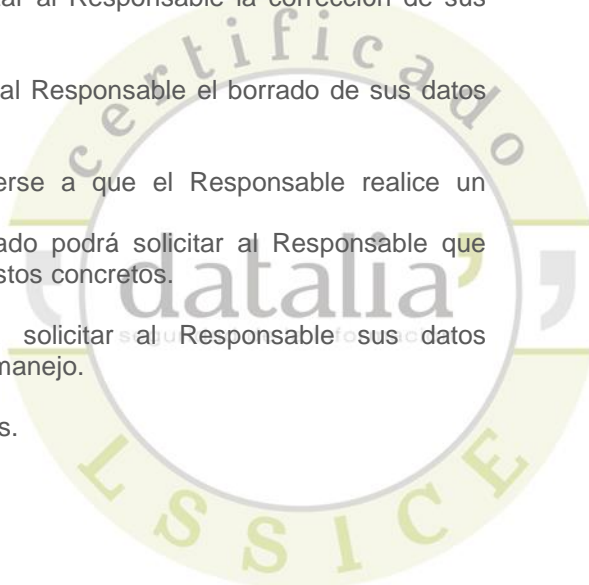 ar al Responsable la corrección de sus
certificado
al Responsable el borrado de sus datos
erse a que el Responsable realice un
ado podrá solicitar al Responsable que
stos concretos.
datalia
solicitar al Responsable sus datos
manejo.
s.
LSSICE